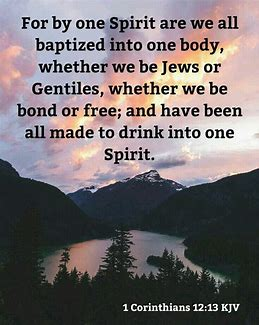 For by one Spirit are we all
baptized into one body,
whether we be Jews or
Gentiles, whether we be
bond or free; and have been
all made to drink into one
Spirit.
1 Corinthians 12:13 KJV